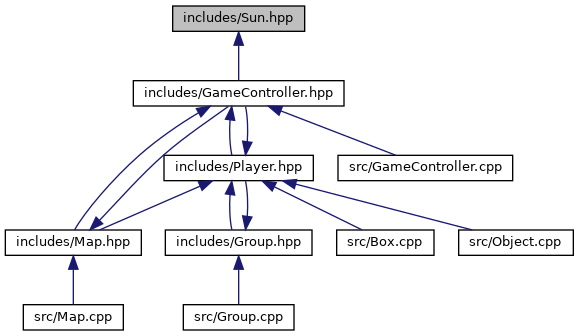 includes/Sun.hpp
includes/GameController.hpp
includes/Player.hpp
src/GameController.cpp
includes/Map.hpp
includes/Group.hpp
src/Box.cpp
src/Object.cpp
src/Map.cpp
src/Group.cpp